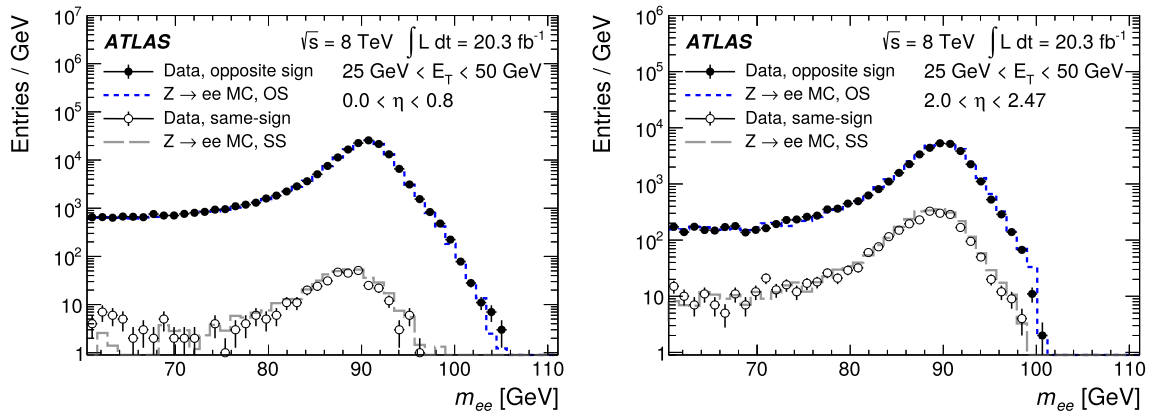 Entries / GeV
10⁷
10⁶
10⁵
10⁴
10³
10²
10
1
ATLAS
√s = 8 TeV ∫L dt = 20.3 fb⁻¹
Data, opposite sign
25 GeV < E_T < 50 GeV
Z → ee MC, OS
0.0 < η < 0.8
Data, same-sign
Z → ee MC, SS
70 80 90 100 110
m_ee [GeV]
Entries / GeV
10⁶
10⁵
10⁴
10³
10²
10
1
ATLAS
√s = 8 TeV ∫L dt = 20.3 fb⁻¹
Data, opposite sign
25 GeV < E_T < 50 GeV
Z → ee MC, OS
2.0 < η < 2.47
Data, same-sign
Z → ee MC, SS
70 80 90 100 110
m_ee [GeV]